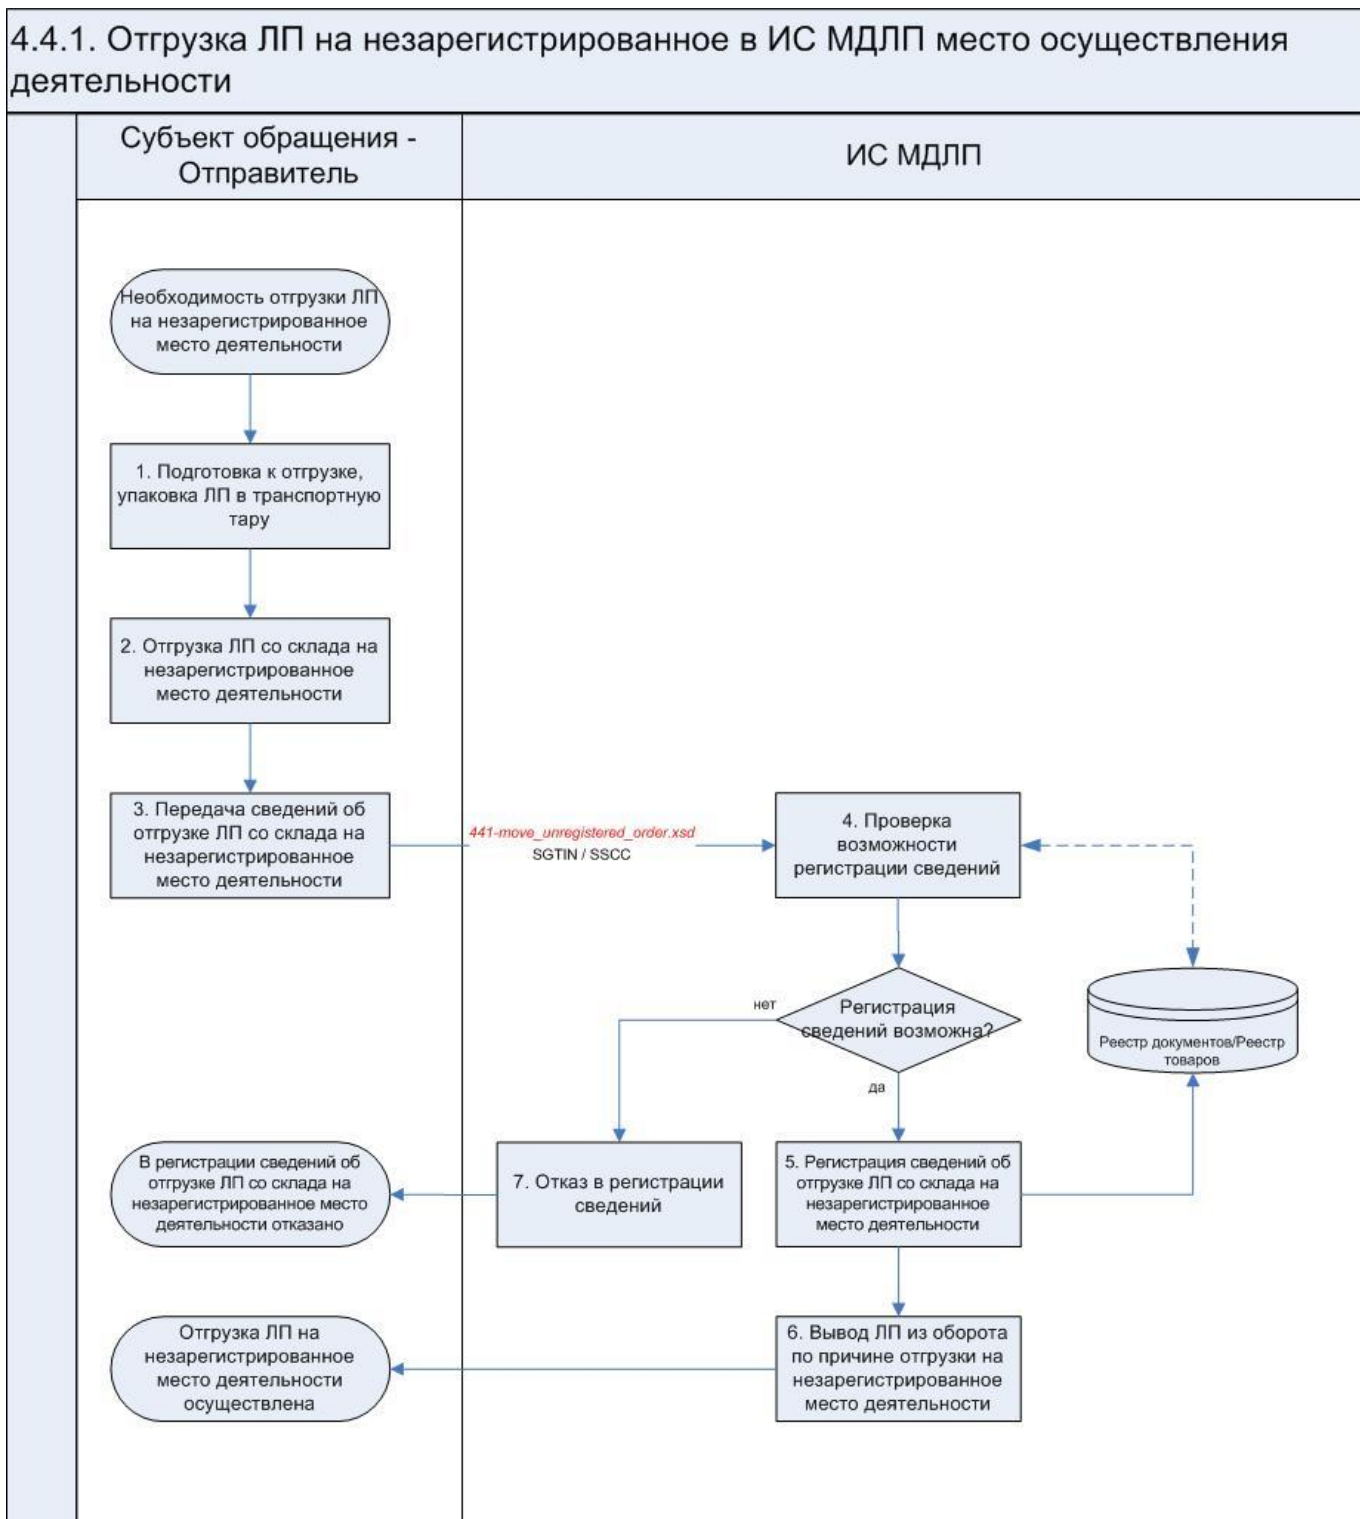 4.4.1. Отгрузка ЛП на незарегистрированное в ИС МДЛП место осуществления
деятельности
Субъект обращения -
Отправитель
ИС МДЛП
Необходимость отгрузки ЛП
на незарегистрированное
место деятельности
1. Подготовка к отгрузке,
упаковка ЛП в транспортную
тару
2. Отгрузка ЛП со склада на
незарегистрированное
место деятельности
3. Передача сведений об
отгрузке ЛП со склада на
незарегистрированное
место деятельности
441-move_unregistered_order.xsd
SGTIN / SSCC
4. Проверка
возможности
регистрации сведений
нет
Регистрация
сведений возможна?
да
Реестр документов/Реестр
товаров
В регистрации сведений об
отгрузке ЛП со склада на
незарегистрированное место
деятельности отказано
7. Отказ в регистрации
сведений
5. Регистрация сведений об
отгрузке ЛП со склада на
незарегистрированное
место деятельности
Отгрузка ЛП на
незарегистрированное
место деятельности
осуществлена
6. Вывод ЛП из оборота
по причине отгрузки на
незарегистрированное
место деятельности